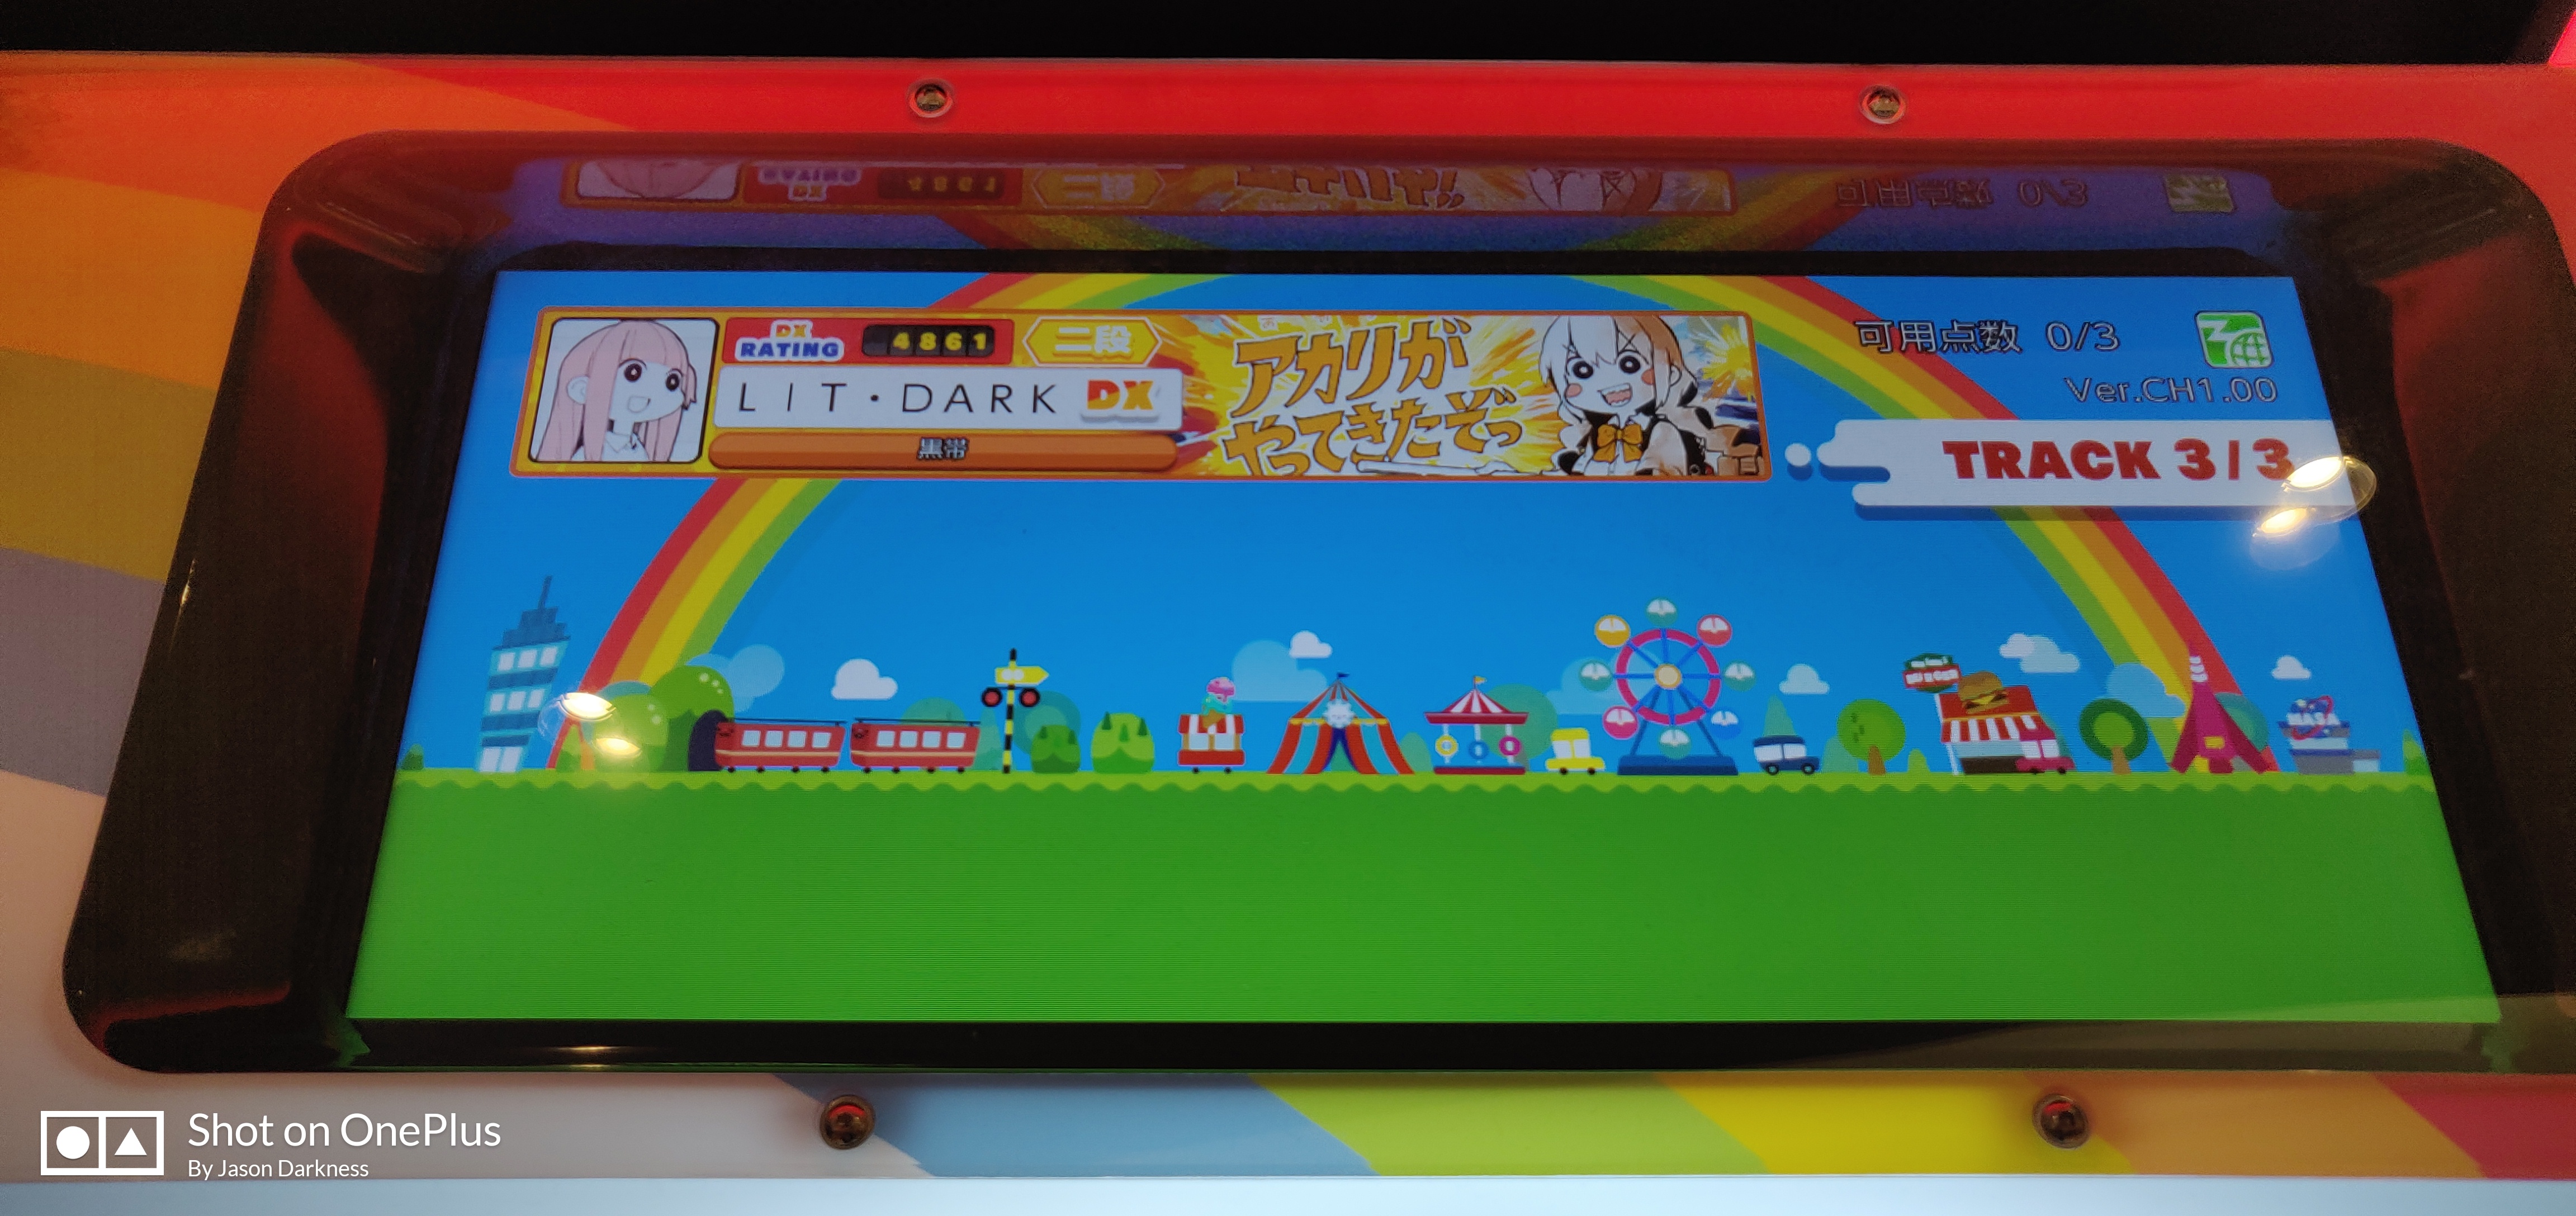 DX
RATING
4861
二段
LIT・DARK DX
黒帯
アカリが
やってきたぞっ
可用点数 0/3
Ver.CH1.00
TRACK 3/3
Shot on OnePlus
By Jason Darkness